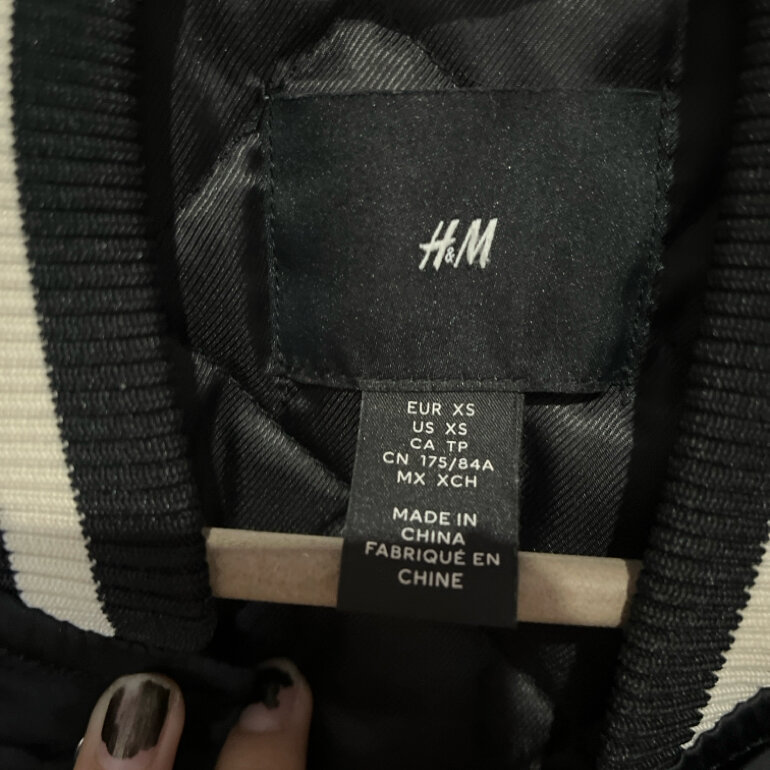 H&M
EUR XS
US XS
CA TP
CN 175/84A
MX XCH
MADE IN
CHINA
FABRIQUÉ EN
CHINE